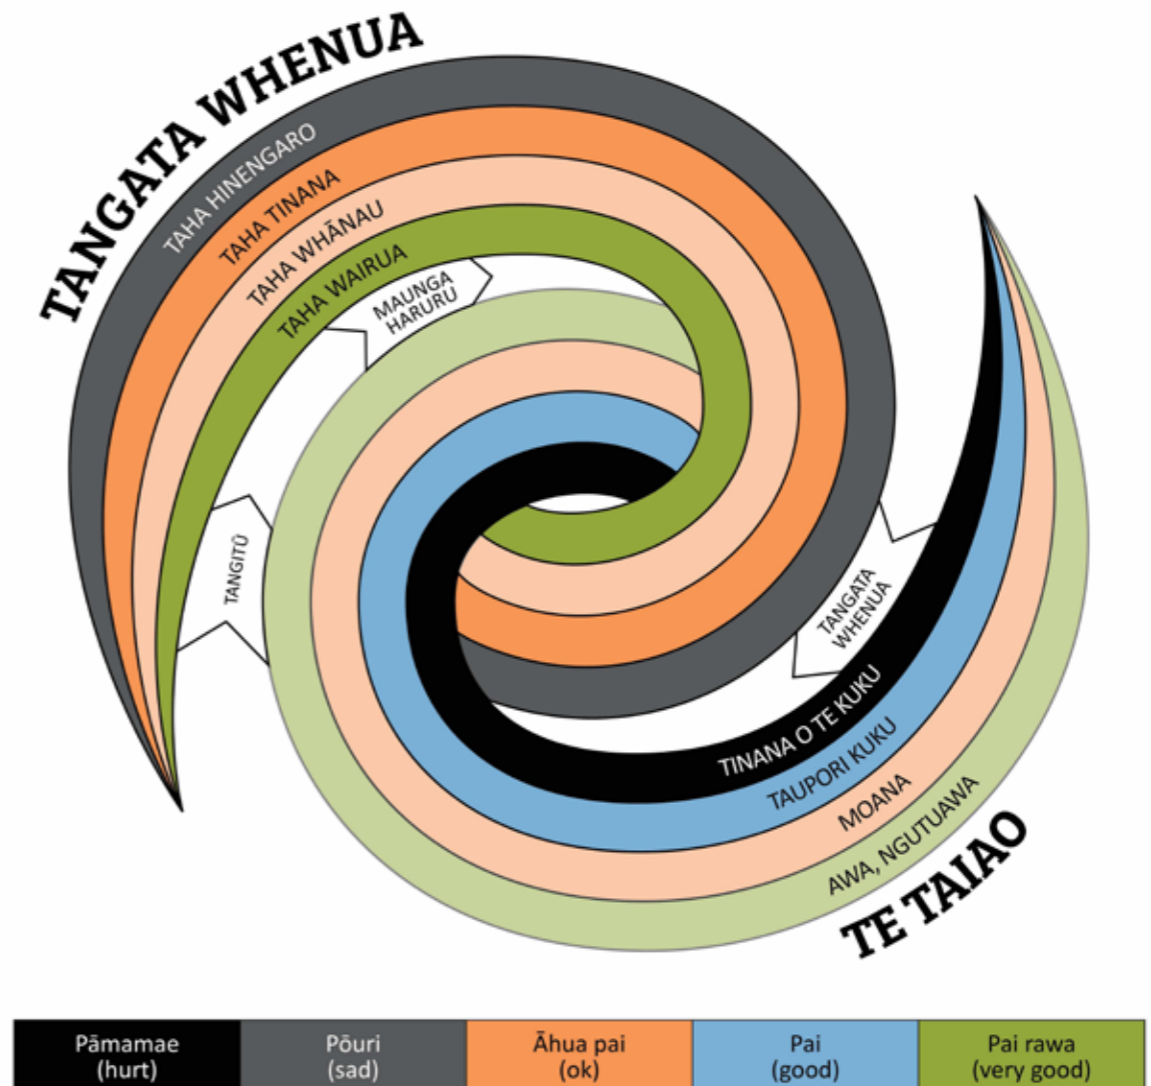 TANGATA WHENUA
TAHA HINENGARO
TAHA TINANA
TAHA WHĀNAU
TAHA WAIRUA
MAUNGA
HARURU
TANGITŪ
TANGATA
WHENUA
TINANA O TE KUKU
TAUPORI KUKU
MOANA
AWA, NGUTUAWA
TE TAIAO
Pāmamae
(hurt)
Pōuri
(sad)
Āhua pai
(ok)
Pai
(good)
Pai rawa
(very good)